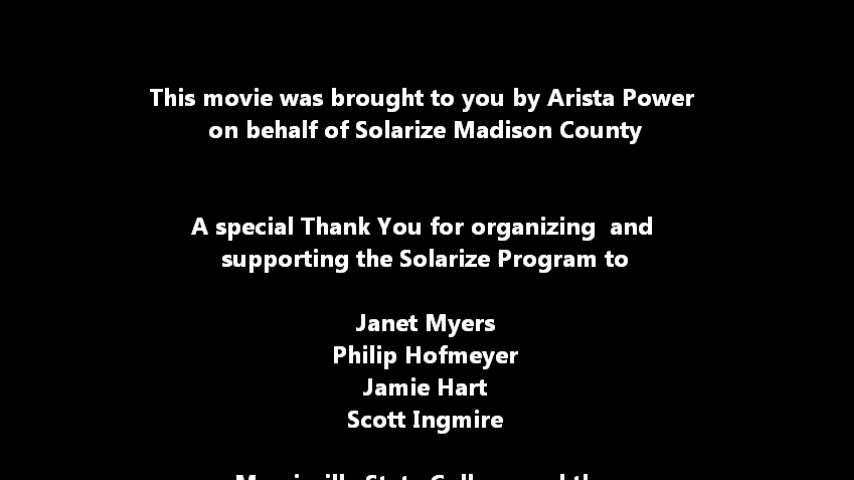 This movie was brought to you by Arista Power
on behalf of Solarize Madison County
A special Thank You for organizing  and
supporting the Solarize Program to
Janet Myers
Philip Hofmeyer
Jamie Hart
Scott Ingmire